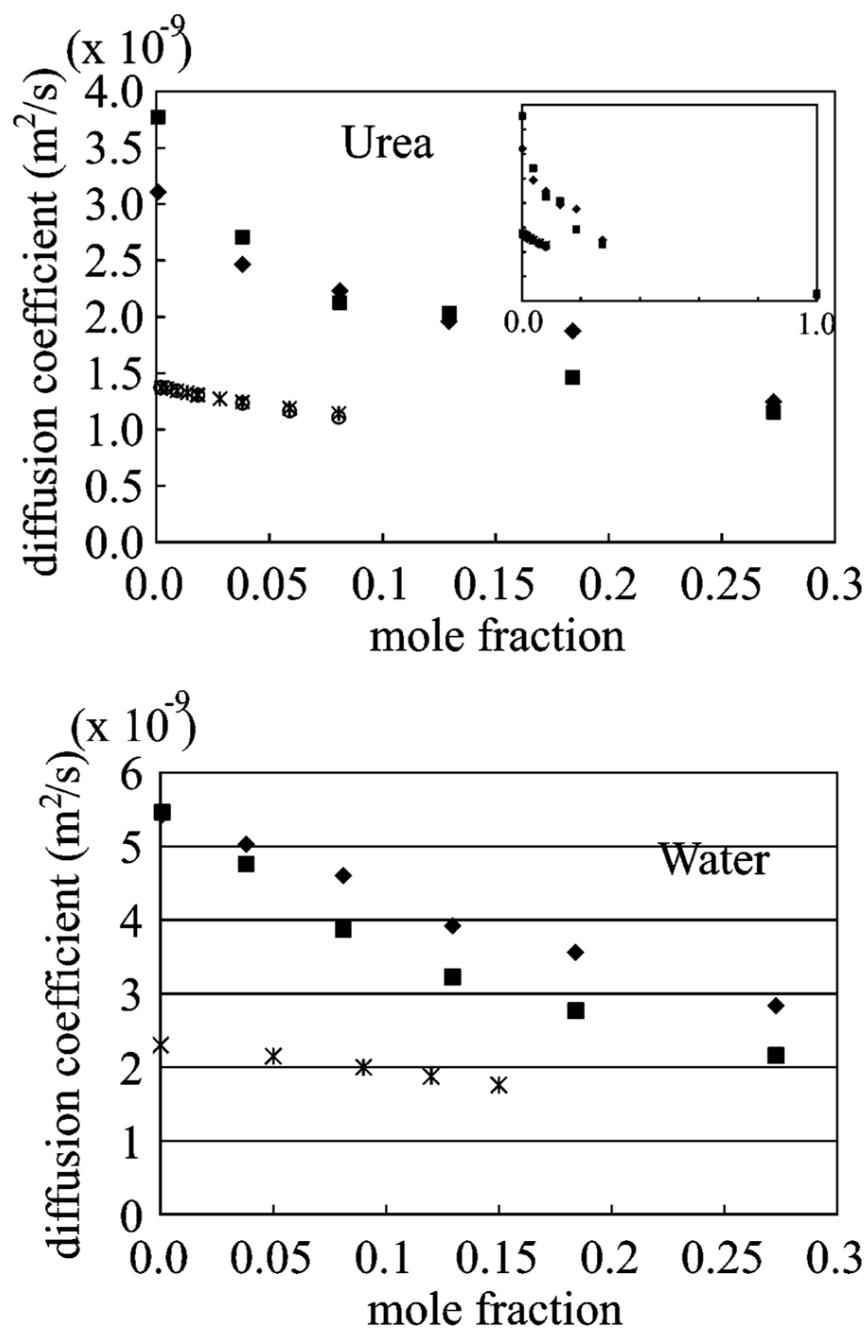 (x 10⁻⁹)
diffusion coefficient (m²/s)
4.0
3.5
3.0
2.5
2.0
1.5
1.0
0.5
0.0
Urea
0.0 1.0
0.0 0.05 0.1 0.15 0.2 0.25 0.3
mole fraction
(x 10⁻⁹)
diffusion coefficient (m²/s)
6
5
4
3
2
1
0
Water
0.0 0.05 0.1 0.15 0.2 0.25 0.3
mole fraction